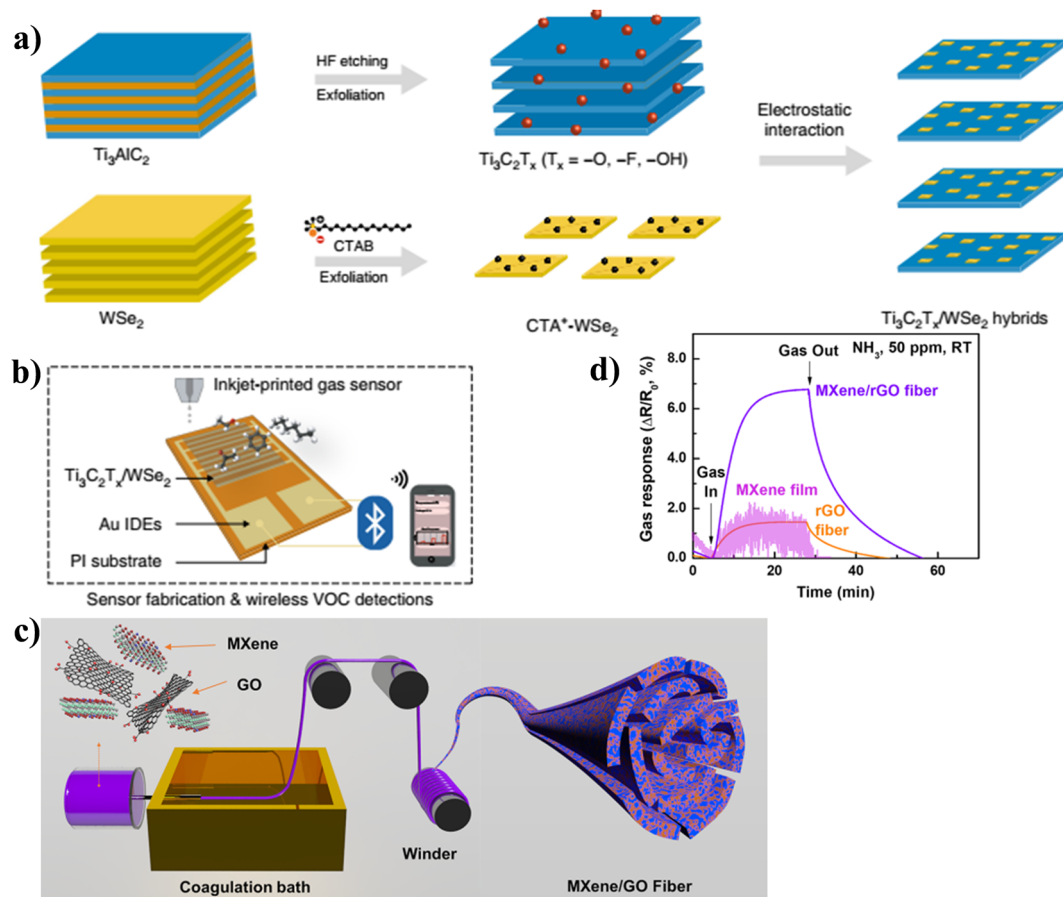 a)
HF etching
Exfoliation
Ti₃AlC₂
Ti₃C₂Tₓ (Tₓ = –O, –F, –OH)
Electrostatic
interaction
CTAB
Exfoliation
WSe₂
CTA⁺-WSe₂
Ti₃C₂Tₓ/WSe₂ hybrids
b)
Inkjet-printed gas sensor
Ti₃C₂Tₓ/WSe₂
Au IDEs
PI substrate
Sensor fabrication & wireless VOC detections
d)
NH₃, 50 ppm, RT
Gas Out
MXene/rGO fiber
Gas
In
MXene film
rGO
fiber
Gas response (ΔR/R₀, %)
8.0
6.0
4.0
2.0
0.0
0
20
40
60
Time (min)
c)
MXene
GO
Coagulation bath
Winder
MXene/GO Fiber